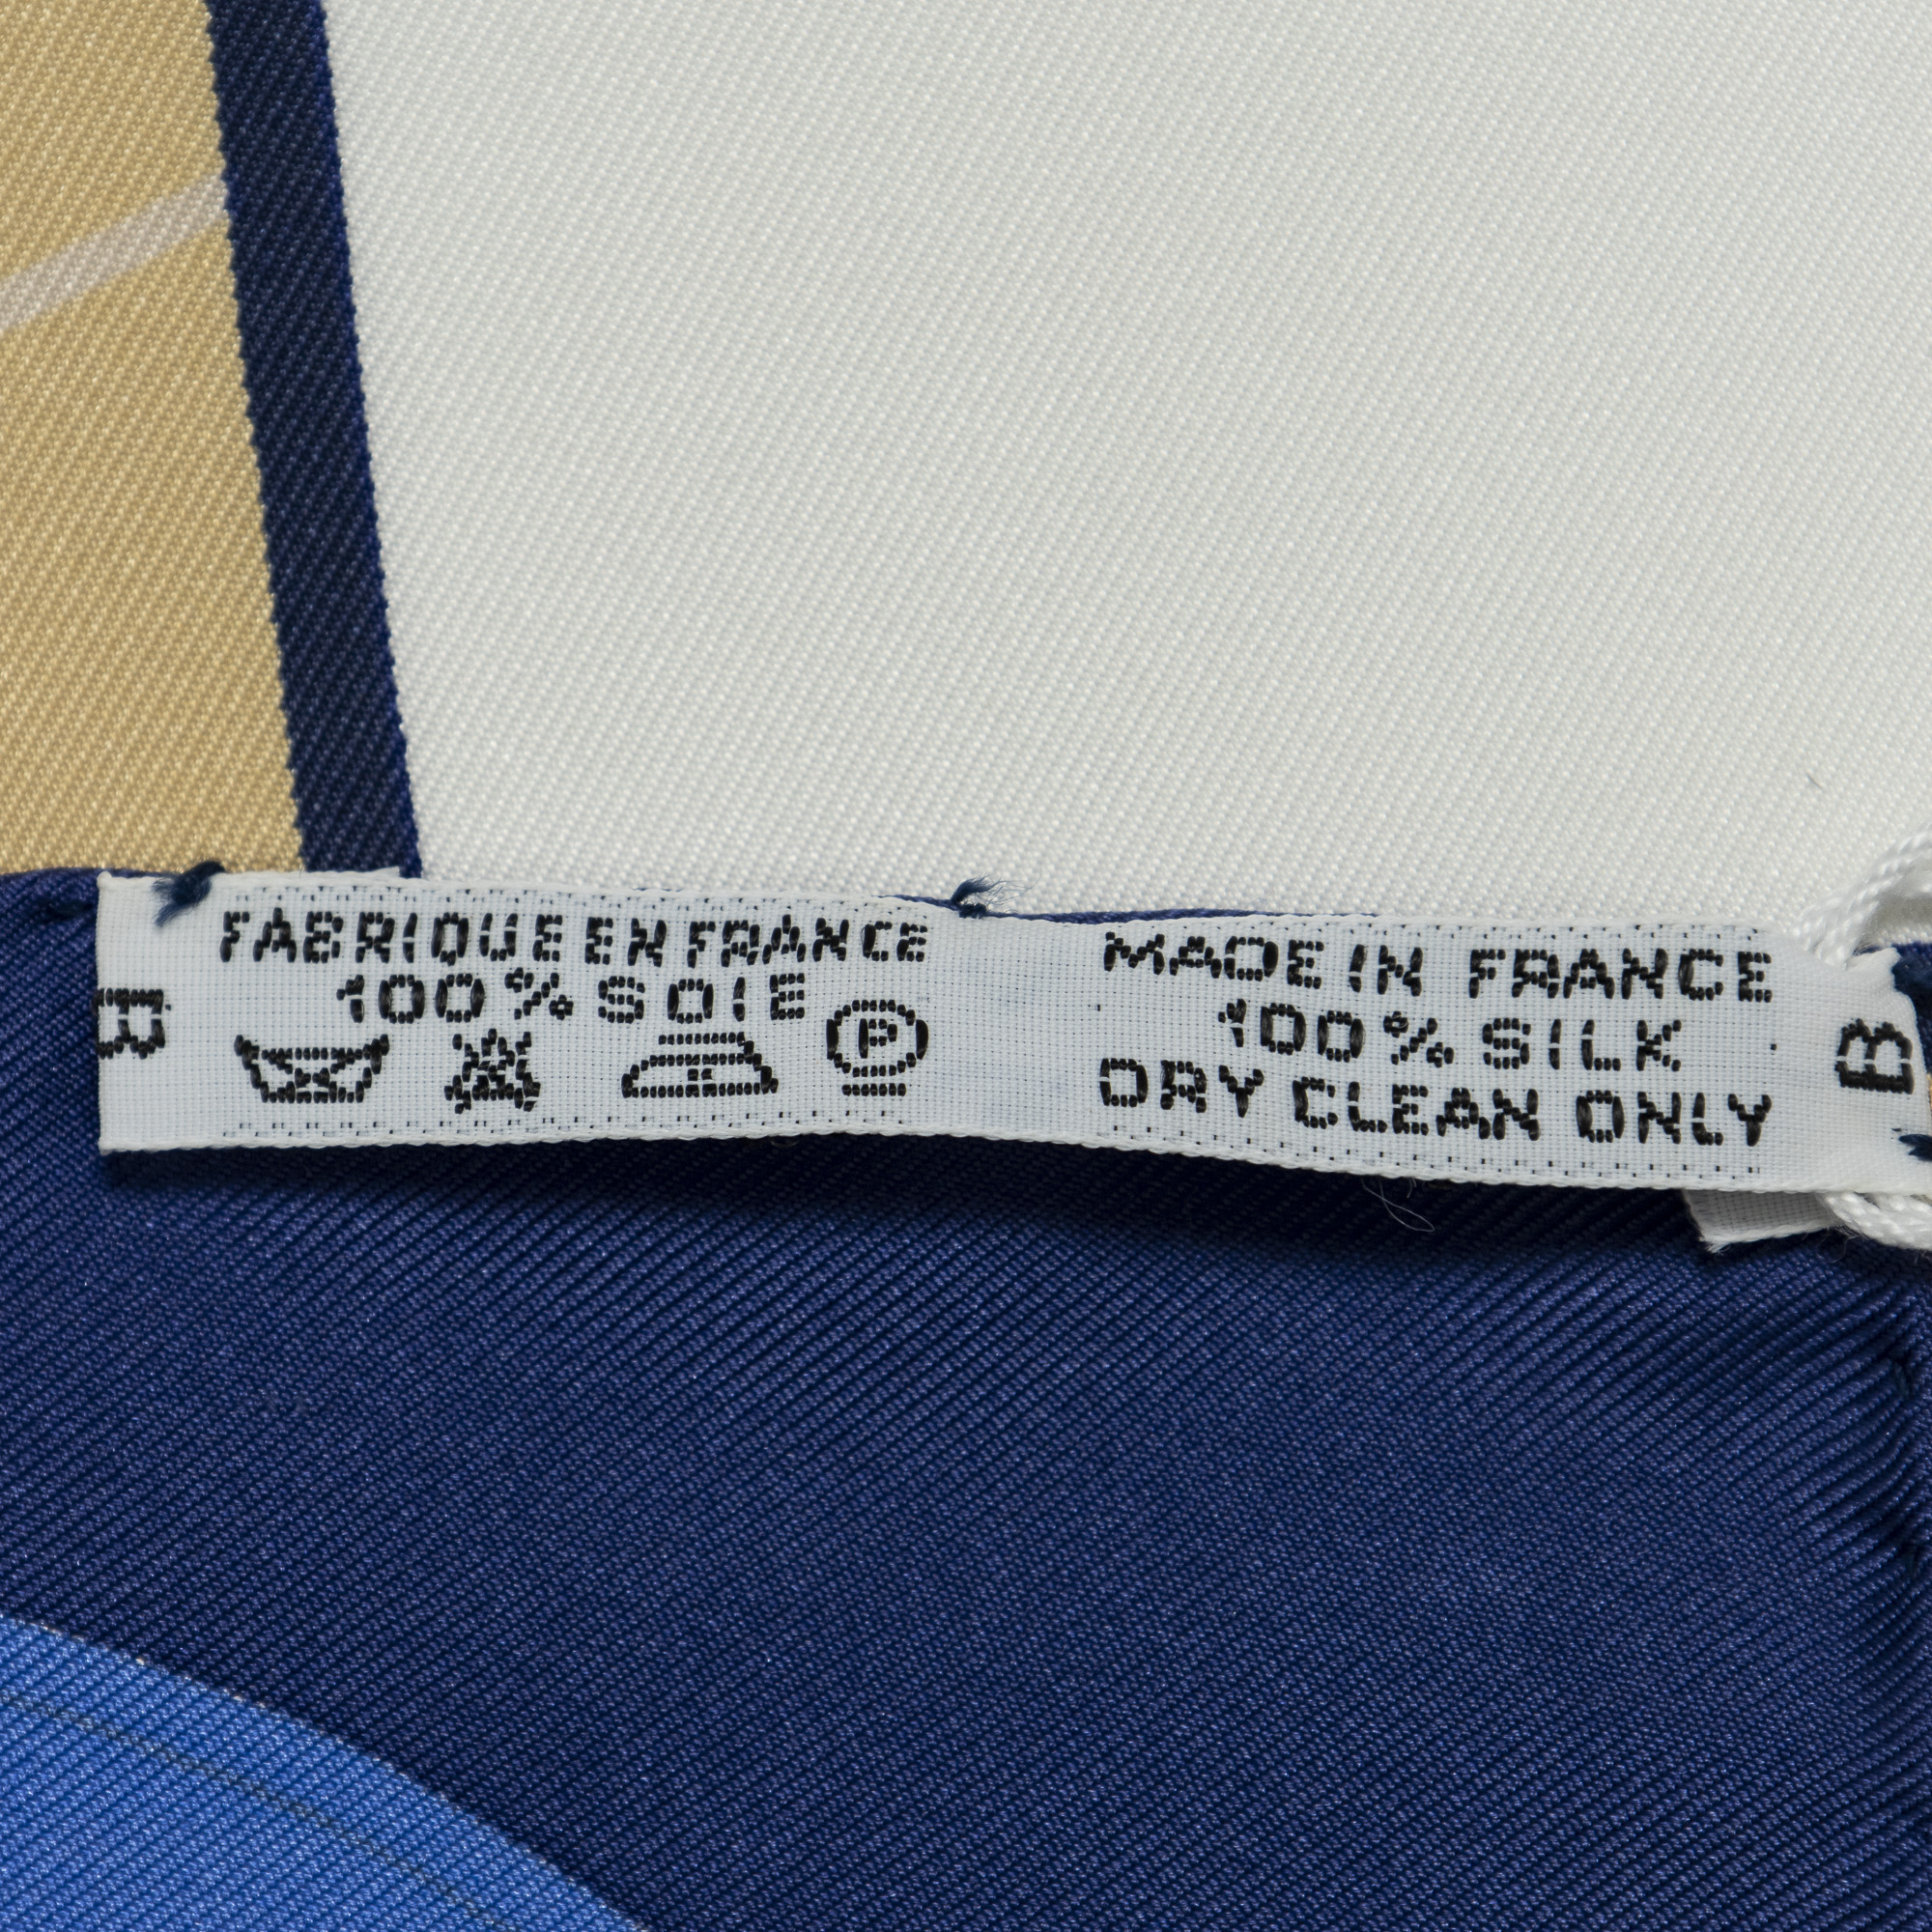 FABRIQUE EN FRANCE
100% SOIE
P
B
MADE IN FRANCE
100% SILK
DRY CLEAN ONLY
B